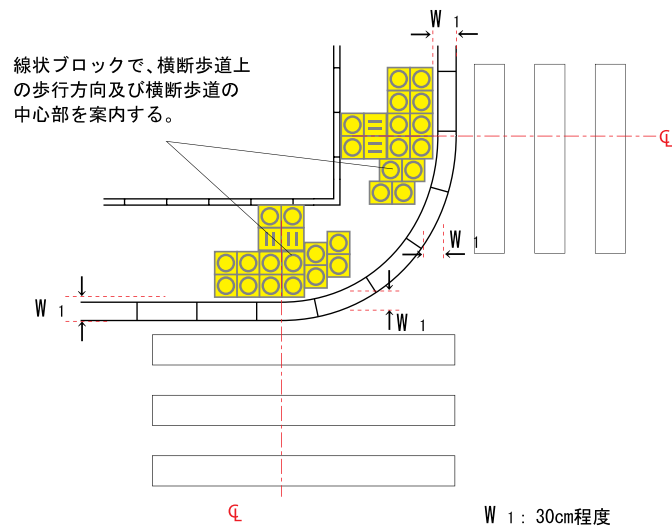 W 1
線状ブロックで、横断歩道上
の歩行方向及び横断歩道の
中心部を案内する。
℄
W 1
W 1
W 1
℄
W 1： 30cm程度